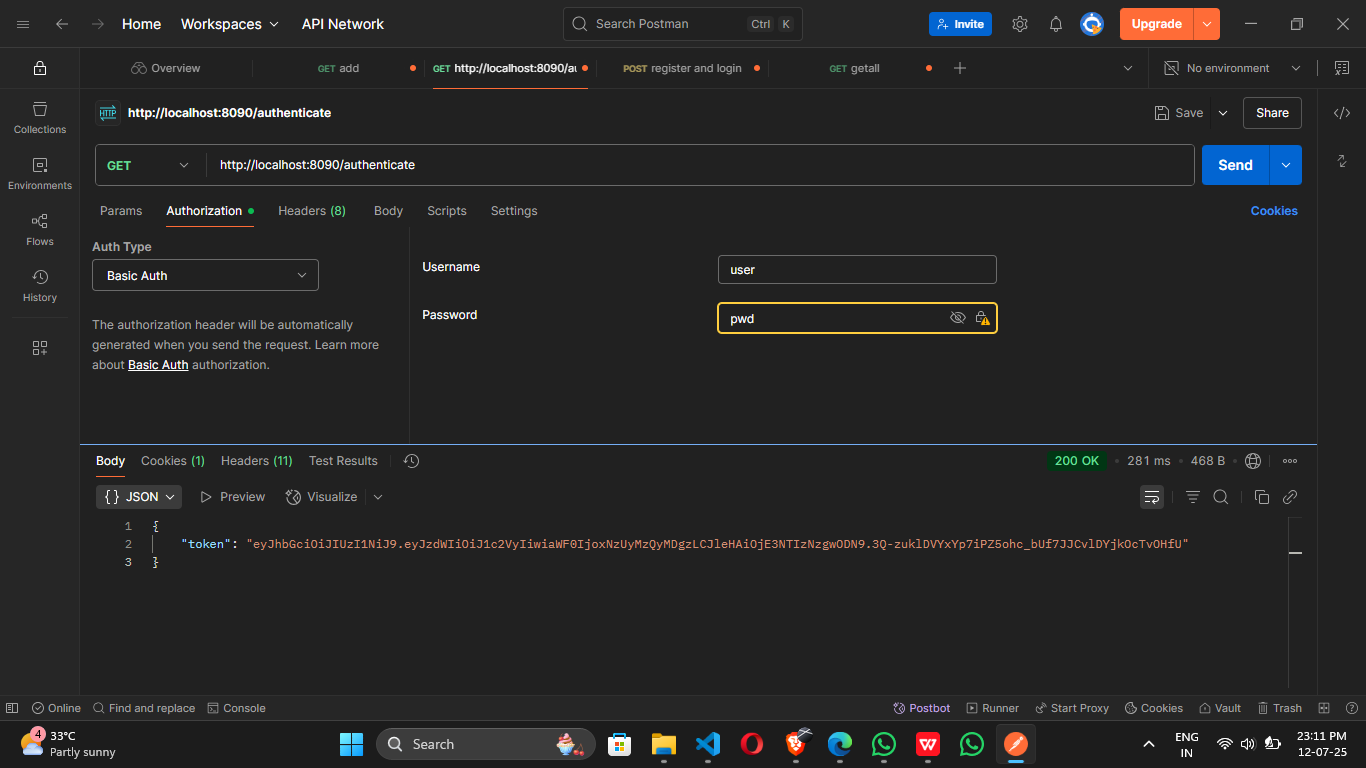 Home Workspaces API Network Search Postman Ctrl K Invite Upgrade
Overview GET add GET http://localhost:8090/au POST register and login GET getall No environment
HTTP http://localhost:8090/authenticate Save Share
Collections
Environments
Flows
History
GET http://localhost:8090/authenticate Send
Params Authorization Headers (8) Body Scripts Settings Cookies
Auth Type
Basic Auth
The authorization header will be automatically
generated when you send the request. Learn more
about Basic Auth authorization.
Username user
Password pwd
Body Cookies (1) Headers (11) Test Results 200 OK • 281 ms • 468 B
{} JSON Preview Visualize
1 {
2 "token": "eyJhbGciOiJIUzI1NiJ9.eyJzdWIiOiJ1c2VyIiwiaWF0IjoxNzUyMzQyMDgzLCJleHAiOjE3NTIzNzgwODN9.3Q-zuklDVYxYp7iPZ5ohc_bUf7JJCvlDYjkOcTvOHfU"
3 }
Online Find and replace Console Postbot Runner Start Proxy Cookies Vault Trash
4 33°C
Partly sunny
Search
ENG
IN
23:11 PM
12-07-25